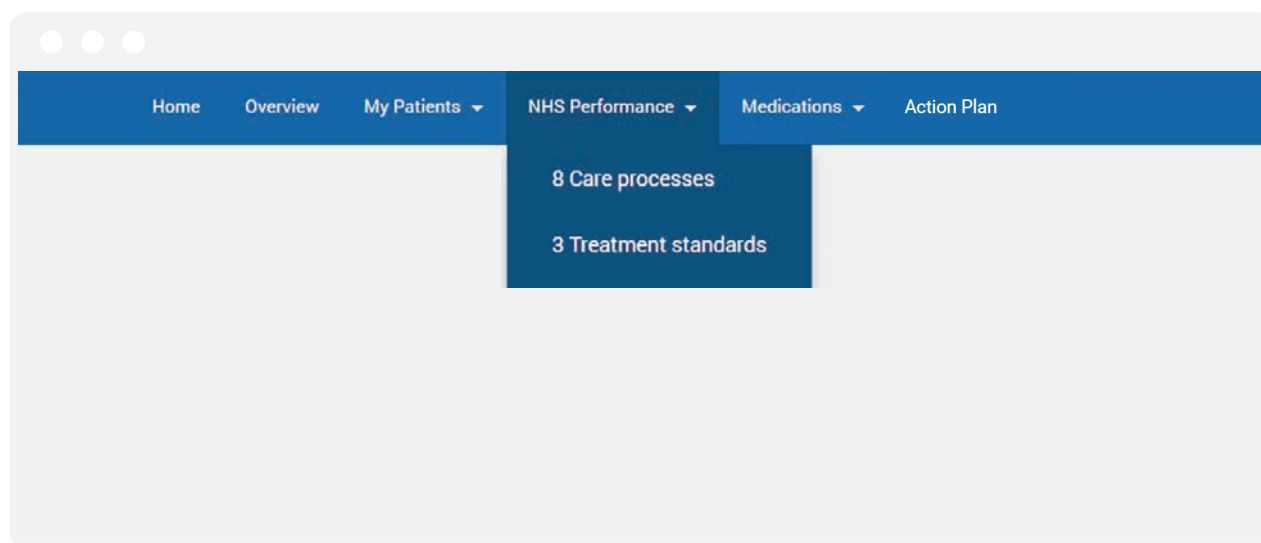 Home Overview My Patients NHS Performance Medications Action Plan
8 Care processes
3 Treatment standards